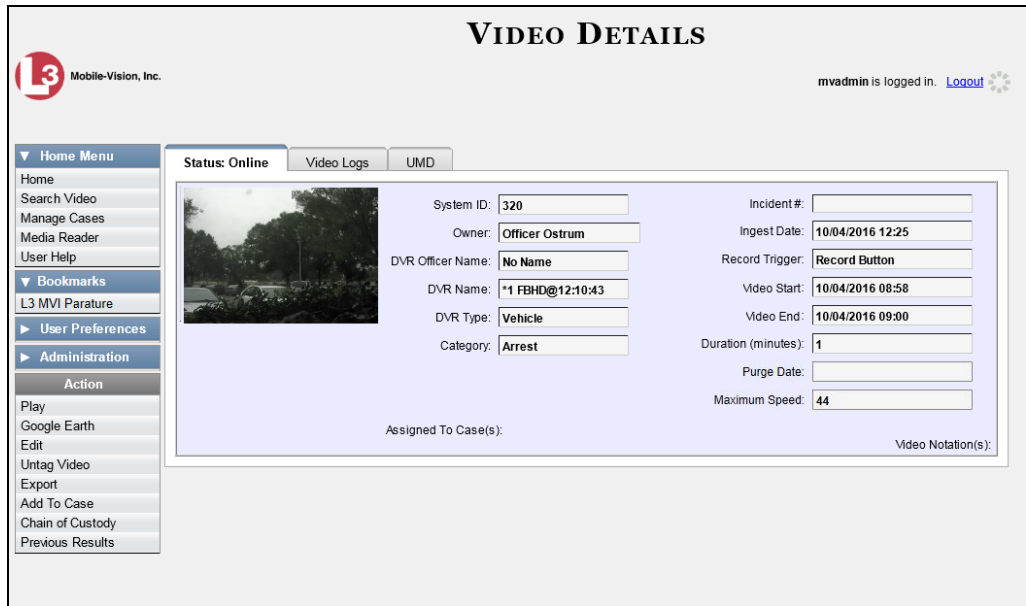 VIDEO DETAILS
L3 Mobile-Vision, Inc.
mvadmin is logged in. Logout
▼ Home Menu
Home
Search Video
Manage Cases
Media Reader
User Help
▼ Bookmarks
L3 MVI Parature
► User Preferences
► Administration
Action
Play
Google Earth
Edit
Untag Video
Export
Add To Case
Chain of Custody
Previous Results
Status: Online Video Logs UMD
System ID: 320
Owner: Officer Ostrum
DVR Officer Name: No Name
DVR Name: *1 FBHD@12:10:43
DVR Type: Vehicle
Category: Arrest
Incident #:
Ingest Date: 10/04/2016 12:25
Record Trigger: Record Button
Video Start: 10/04/2016 08:58
Video End: 10/04/2016 09:00
Duration (minutes): 1
Purge Date:
Maximum Speed: 44
Assigned To Case(s):
Video Notation(s):